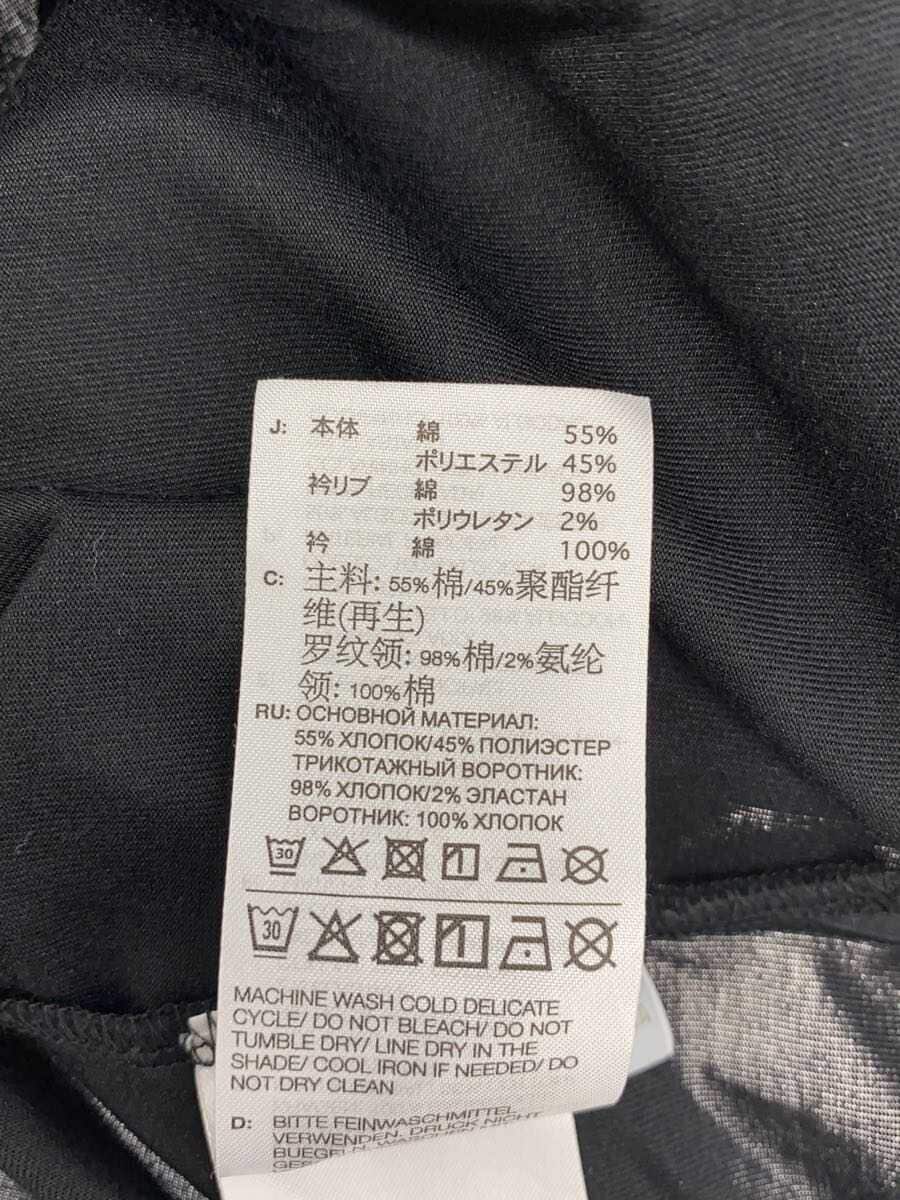 J: 本体 綿 55%
ポリエステル 45%
衿リブ 綿 98%
ポリウレタン 2%
衿 綿 100%
C: 主料: 55%棉/45%聚酯纤
维(再生)
罗纹领: 98%棉/2%氨纶
领: 100%棉
RU: ОСНОВНОЙ МАТЕРИАЛ:
55% ХЛОПОК/45% ПОЛИЭСТЕР
ТРИКОТАЖНЫЙ ВОРОТНИК:
98% ХЛОПОК/2% ЭЛАСТАН
ВОРОТНИК: 100% ХЛОПОК
30
30
MACHINE WASH COLD DELICATE
CYCLE/ DO NOT BLEACH/ DO NOT
TUMBLE DRY/ LINE DRY IN THE
SHADE/ COOL IRON IF NEEDED/ DO
NOT DRY CLEAN
D: BITTE FEINWASCHMITTEL
VERWENDEN. DRUCK NICHT
BUEGELN.